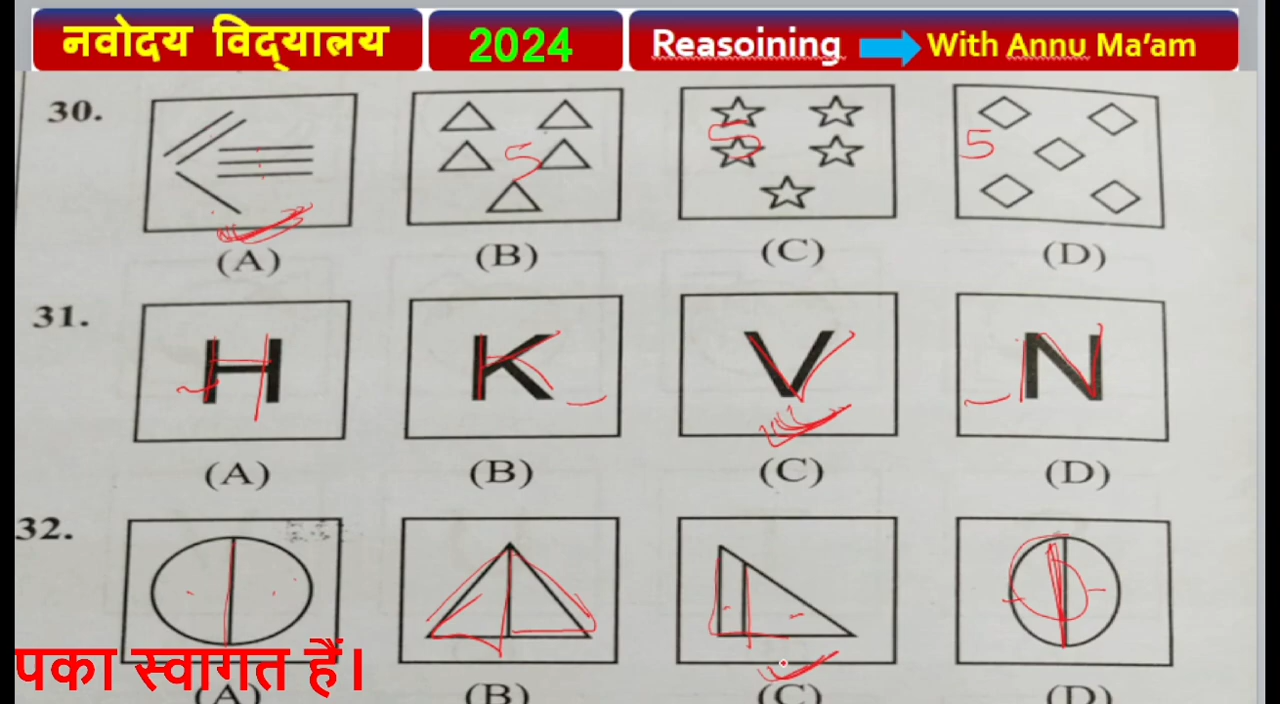 नवोदय विद्यालय 2024 Reasoining With Annu Ma'am
30.
5 5 5
(A) (B) (C) (D)
31.
H K V N
(A) (B) (C) (D)
32.
पका स्वागत हैं।
(A) (B) (C) (D)